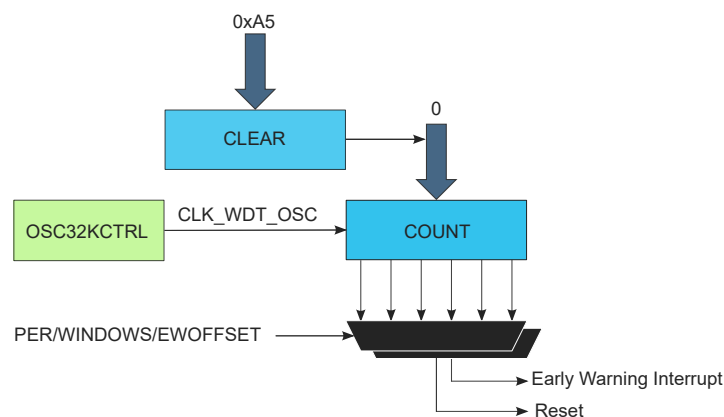 0xA5
0
CLEAR
CLK_WDT_OSC
OSC32KCTRL
COUNT
PER/WINDOWS/EWOFFSET
Early Warning Interrupt
Reset